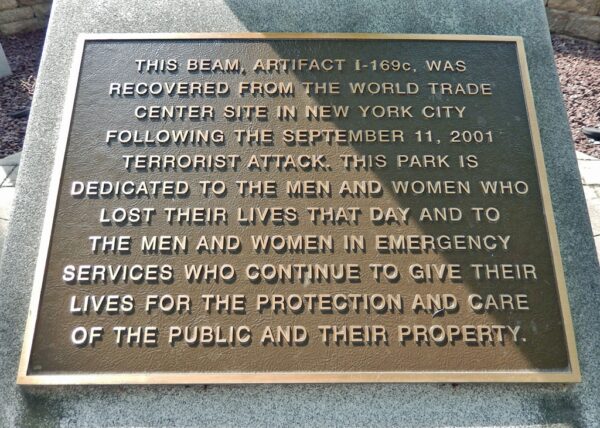 THIS BEAM, ARTIFACT I-169c, WAS
RECOVERED FROM THE WORLD TRADE
CENTER SITE IN NEW YORK CITY
FOLLOWING THE SEPTEMBER 11, 2001
TERRORIST ATTACK. THIS PARK IS
DEDICATED TO THE MEN AND WOMEN WHO
LOST THEIR LIVES THAT DAY AND TO
THE MEN AND WOMEN IN EMERGENCY
SERVICES WHO CONTINUE TO GIVE THEIR
LIVES FOR THE PROTECTION AND CARE
OF THE PUBLIC AND THEIR PROPERTY.